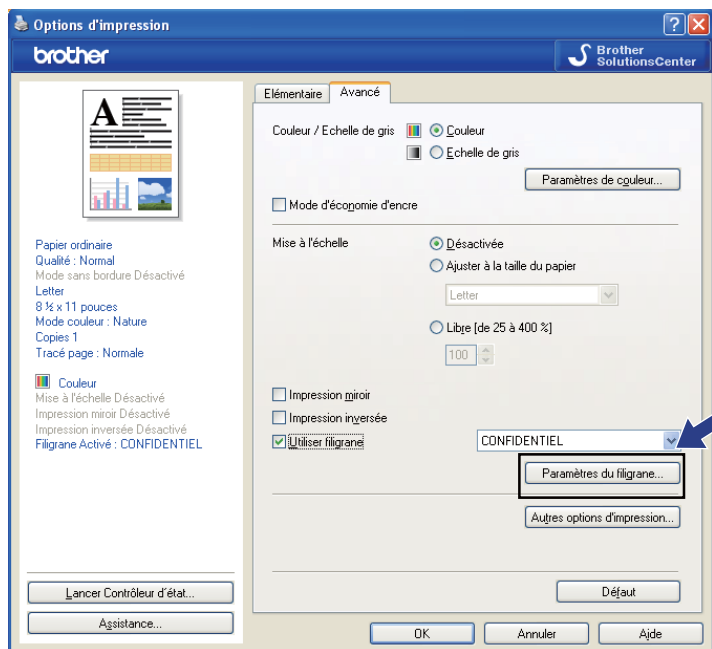 Options d'impression
brother
Brother
SolutionsCenter
A
Papier ordinaire
Qualité : Normal
Mode sans bordure Désactivé
Letter
8 ½ x 11 pouces
Mode couleur : Nature
Copies 1
Tracé page : Normale
Couleur
Mise à l'échelle Désactivé
Impression miroir Désactivé
Impression inversée Désactivé
Filigrane Activé : CONFIDENTIEL
Lancer Contrôleur d´état...
Assistance...
Elémentaire Avancé
Couleur / Echelle de gris Couleur
Echelle de gris
Paramètres de couleur...
Mode d'économie d'encre
Mise à l'échelle Désactivée
Ajuster à la taille du papier
Letter
Libre [de 25 à 400 %]
100
Impression miroir
Impression inversée
Utiliser filigrane CONFIDENTIEL
Paramètres du filigrane...
Autres options d'impression...
Défaut
OK Annuler Aide